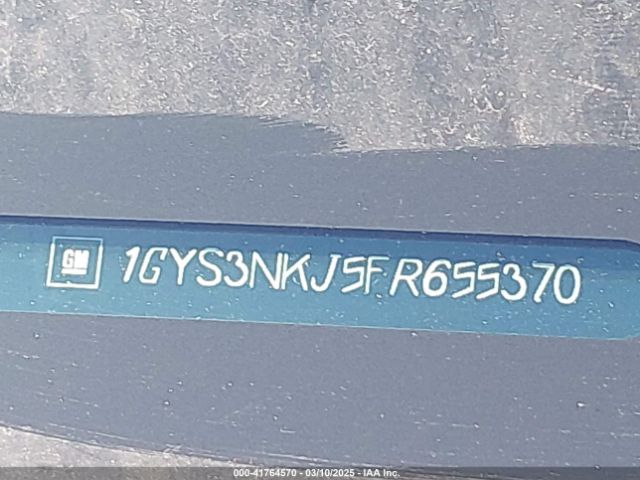 GM
1GYS3NKJ5FR655370
000-41764570 - 03/10/2025 - IAA Inc.